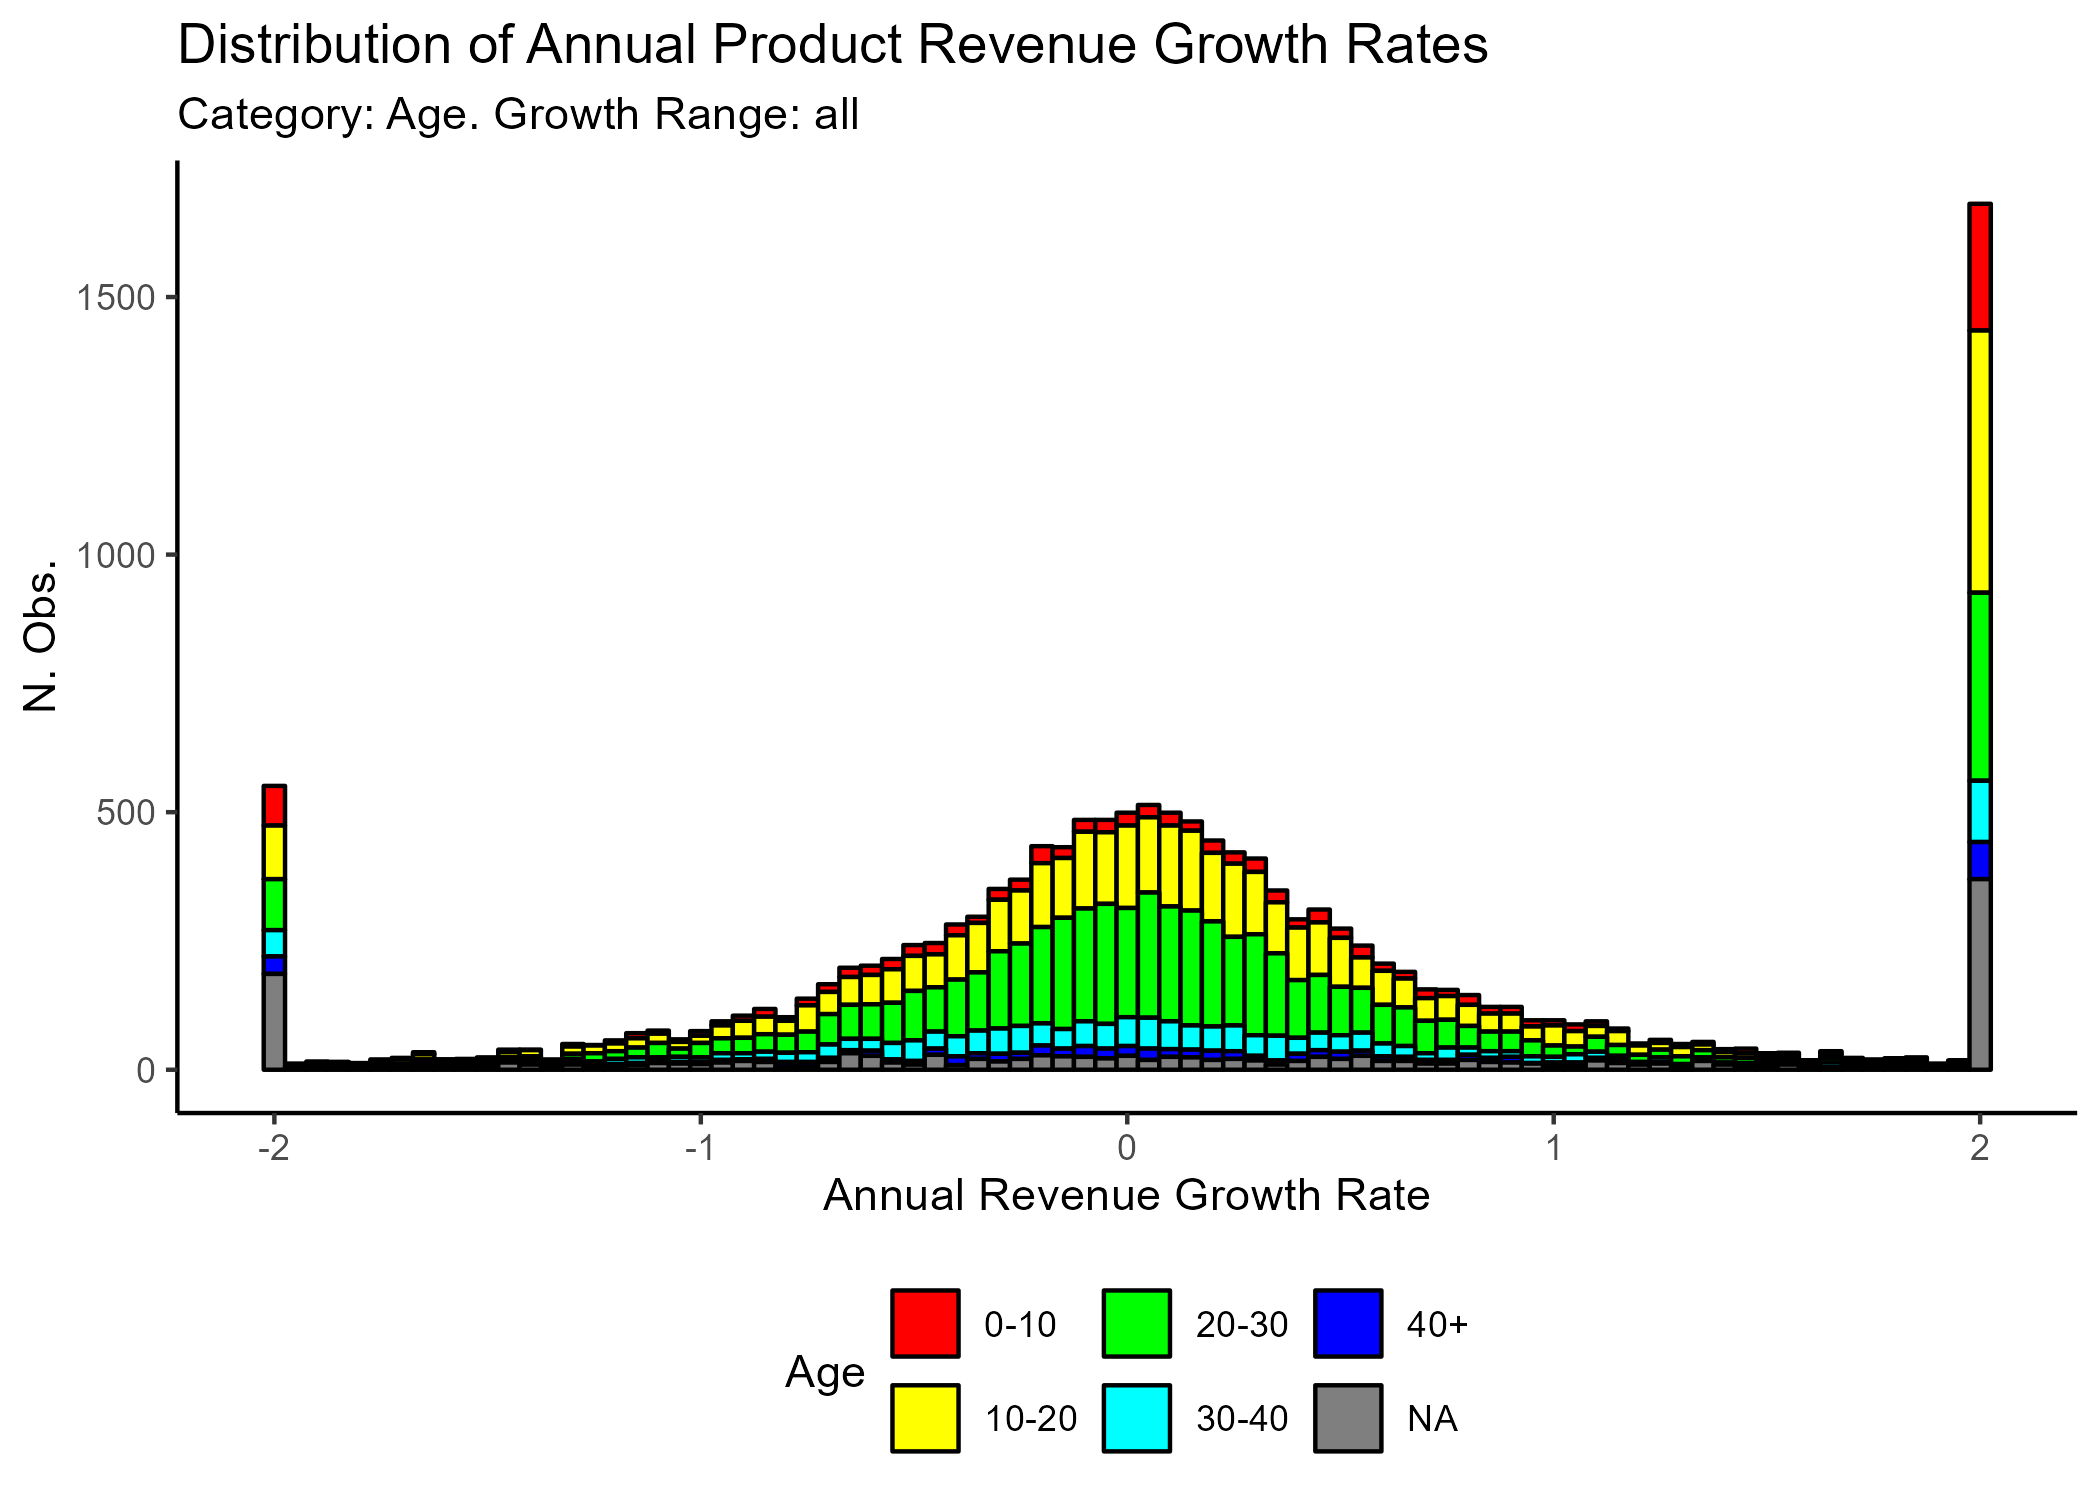 Distribution of Annual Product Revenue Growth Rates
Category: Age. Growth Range: all
N. Obs.
1500
1000
500
0
-2
-1
0
1
2
Annual Revenue Growth Rate
Age
0-10
20-30
40+
10-20
30-40
NA